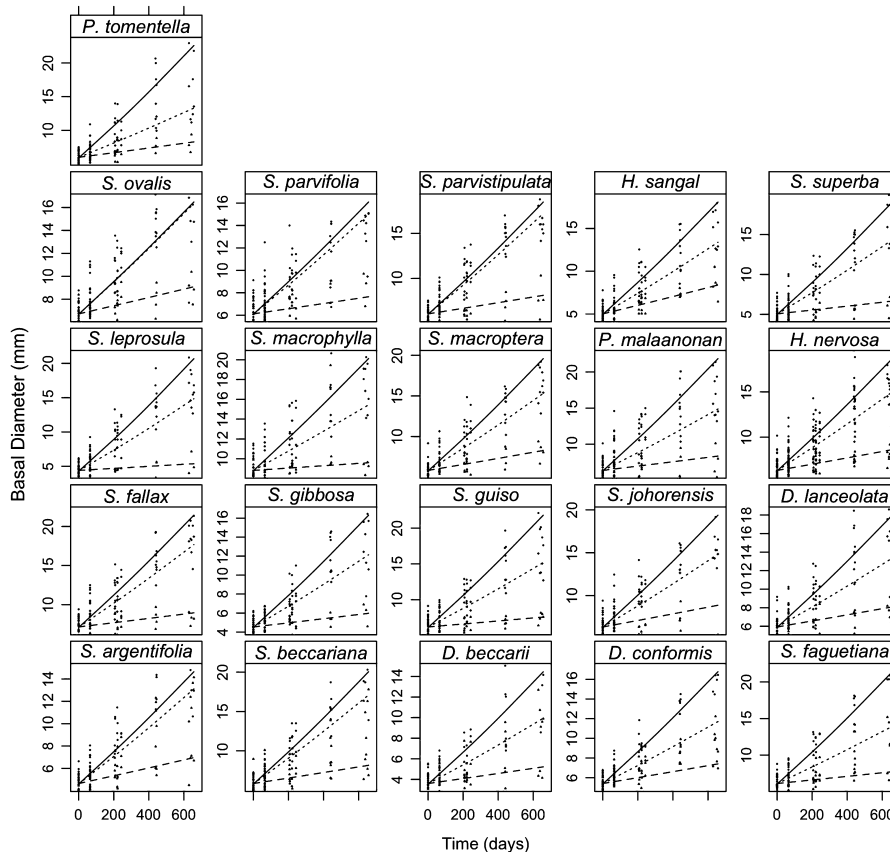 P. tomentella
20
15
10
S. ovalis S. parvifolia S. parvistipulata H. sangal S. superba
16 14 12 10 8
16 14 12 10 8 6
15 10
15 10 5
15 10 5
S. leprosula S. macrophylla S. macroptera P. malaanonan H. nervosa
20 15 10 5
20 18 16 14 12 10
20 15 10
20 15 10
20 15 10
S. fallax S. gibbosa S. guiso S. johorensis D. lanceolata
20 15 10
16 14 12 10 8 6 4
20 15 10
20 15 10
18 16 14 12 10 8 6
S. argentifolia S. beccariana D. beccarii D. conformis S. faguetiana
14 12 10 8 6
20 15 10
14 12 10 8 6 4
16 14 12 10 8 6
20 15 10
0 200 400 600 0 200 400 600 0 200 400 600
Basal Diameter (mm)
Time (days)